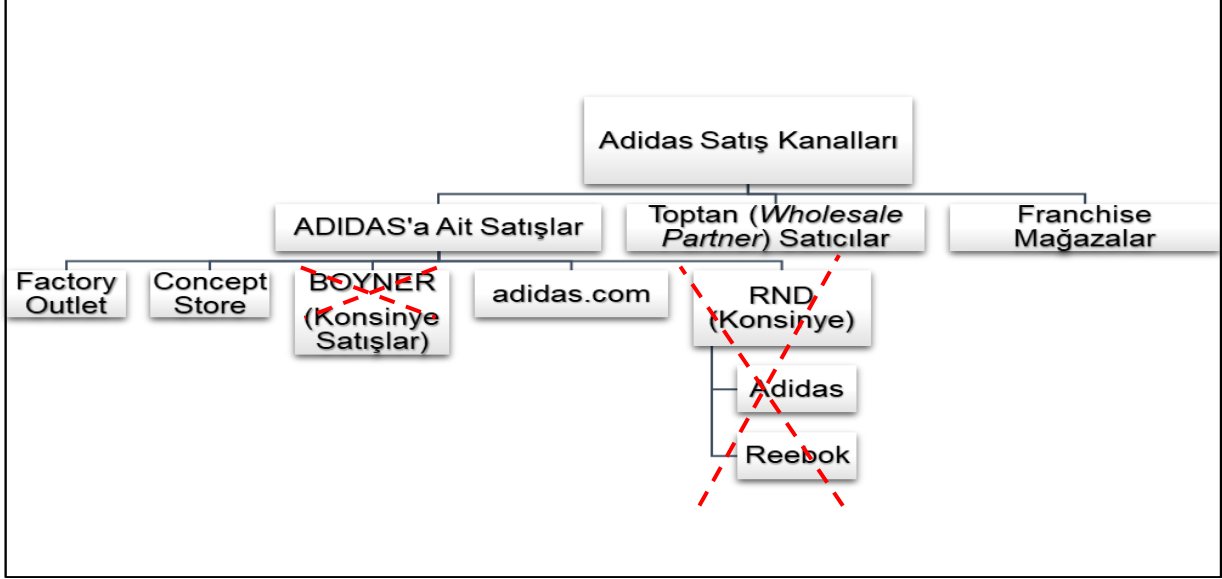 Adidas Satış Kanalları
ADIDAS'a Ait Satışlar
Toptan (Wholesale
Partner) Satıcılar
Franchise
Mağazalar
Factory
Outlet
Concept
Store
BOYNER
(Konsinye
Satışlar)
adidas.com
RND
(Konsinye)
Adidas
Reebok